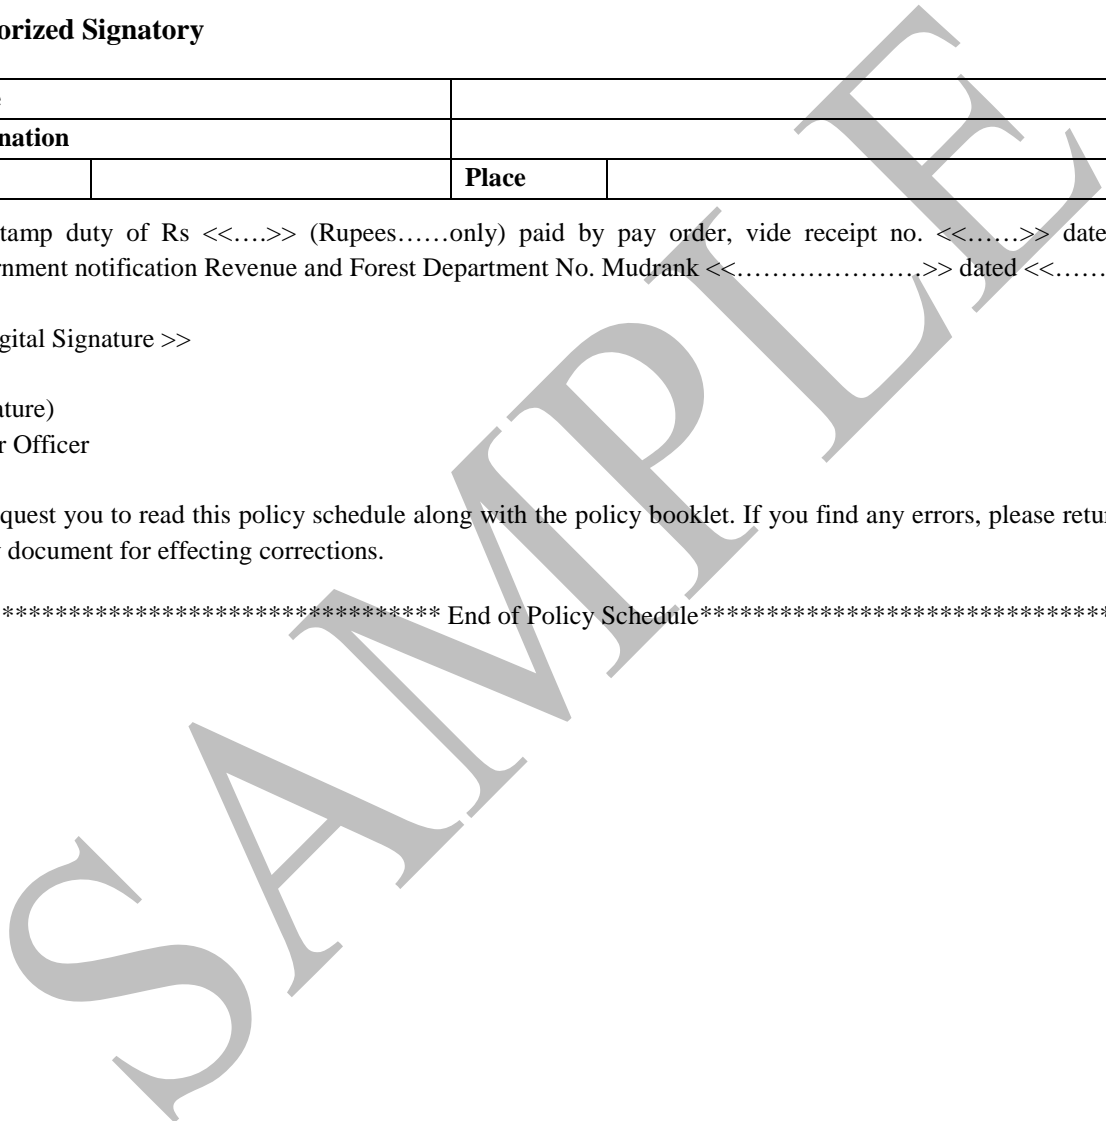 orized Signatory
nation
Place
tamp duty of Rs <<….>> (Rupees……only) paid by pay order, vide receipt no. <<……>> date
rnment notification Revenue and Forest Department No. Mudrank <<………………….>> dated <<……
gital Signature >>
ature)
r Officer
quest you to read this policy schedule along with the policy booklet. If you find any errors, please retu
document for effecting corrections.
********************************* End of Policy Schedule*******************************
SAMPLE